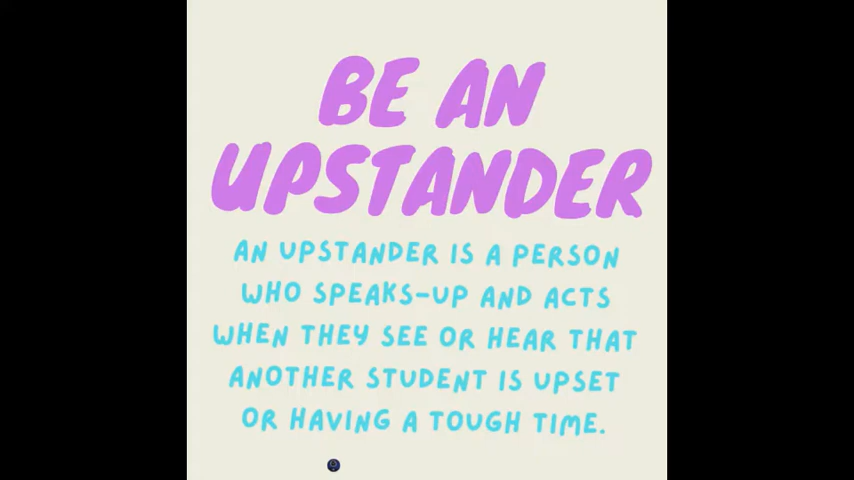 BE AN
UPSTANDER
AN UPSTANDER IS A PERSON
WHO SPEAKS-UP AND ACTS
WHEN THEY SEE OR HEAR THAT
ANOTHER STUDENT IS UPSET
OR HAVING A TOUGH TIME.